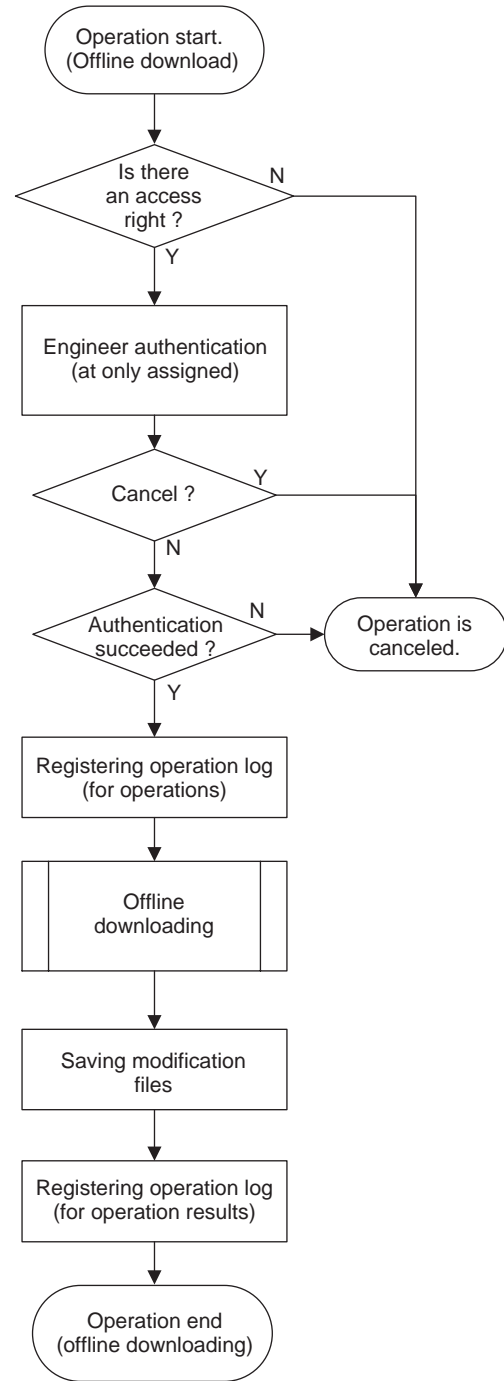 Operation start.
(Offline download)
Is there
an access
right ?
N
Y
Engineer authentication
(at only assigned)
Cancel ?
Y
N
Authentication
succeeded ?
N
Y
Operation is
canceled.
Registering operation log
(for operations)
Offline
downloading
Saving modification
files
Registering operation log
(for operation results)
Operation end
(offline downloading)